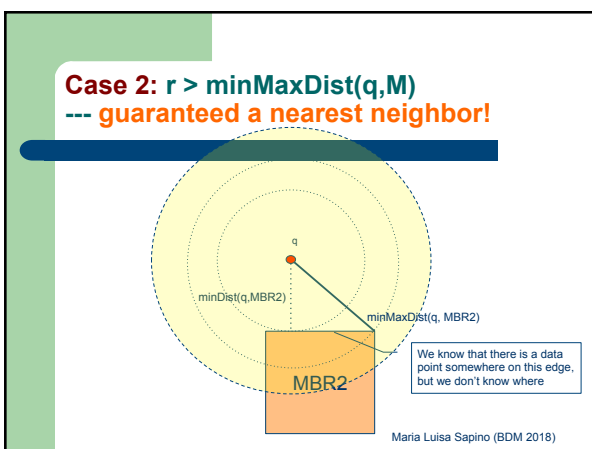 Case 2: r > minMaxDist(q,M)
--- guaranteed a nearest neighbor!
q
minDist(q,MBR2)
minMaxDist(q, MBR2)
We know that there is a data
point somewhere on this edge,
but we don't know where
MBR2
Maria Luisa Sapino (BDM 2018)